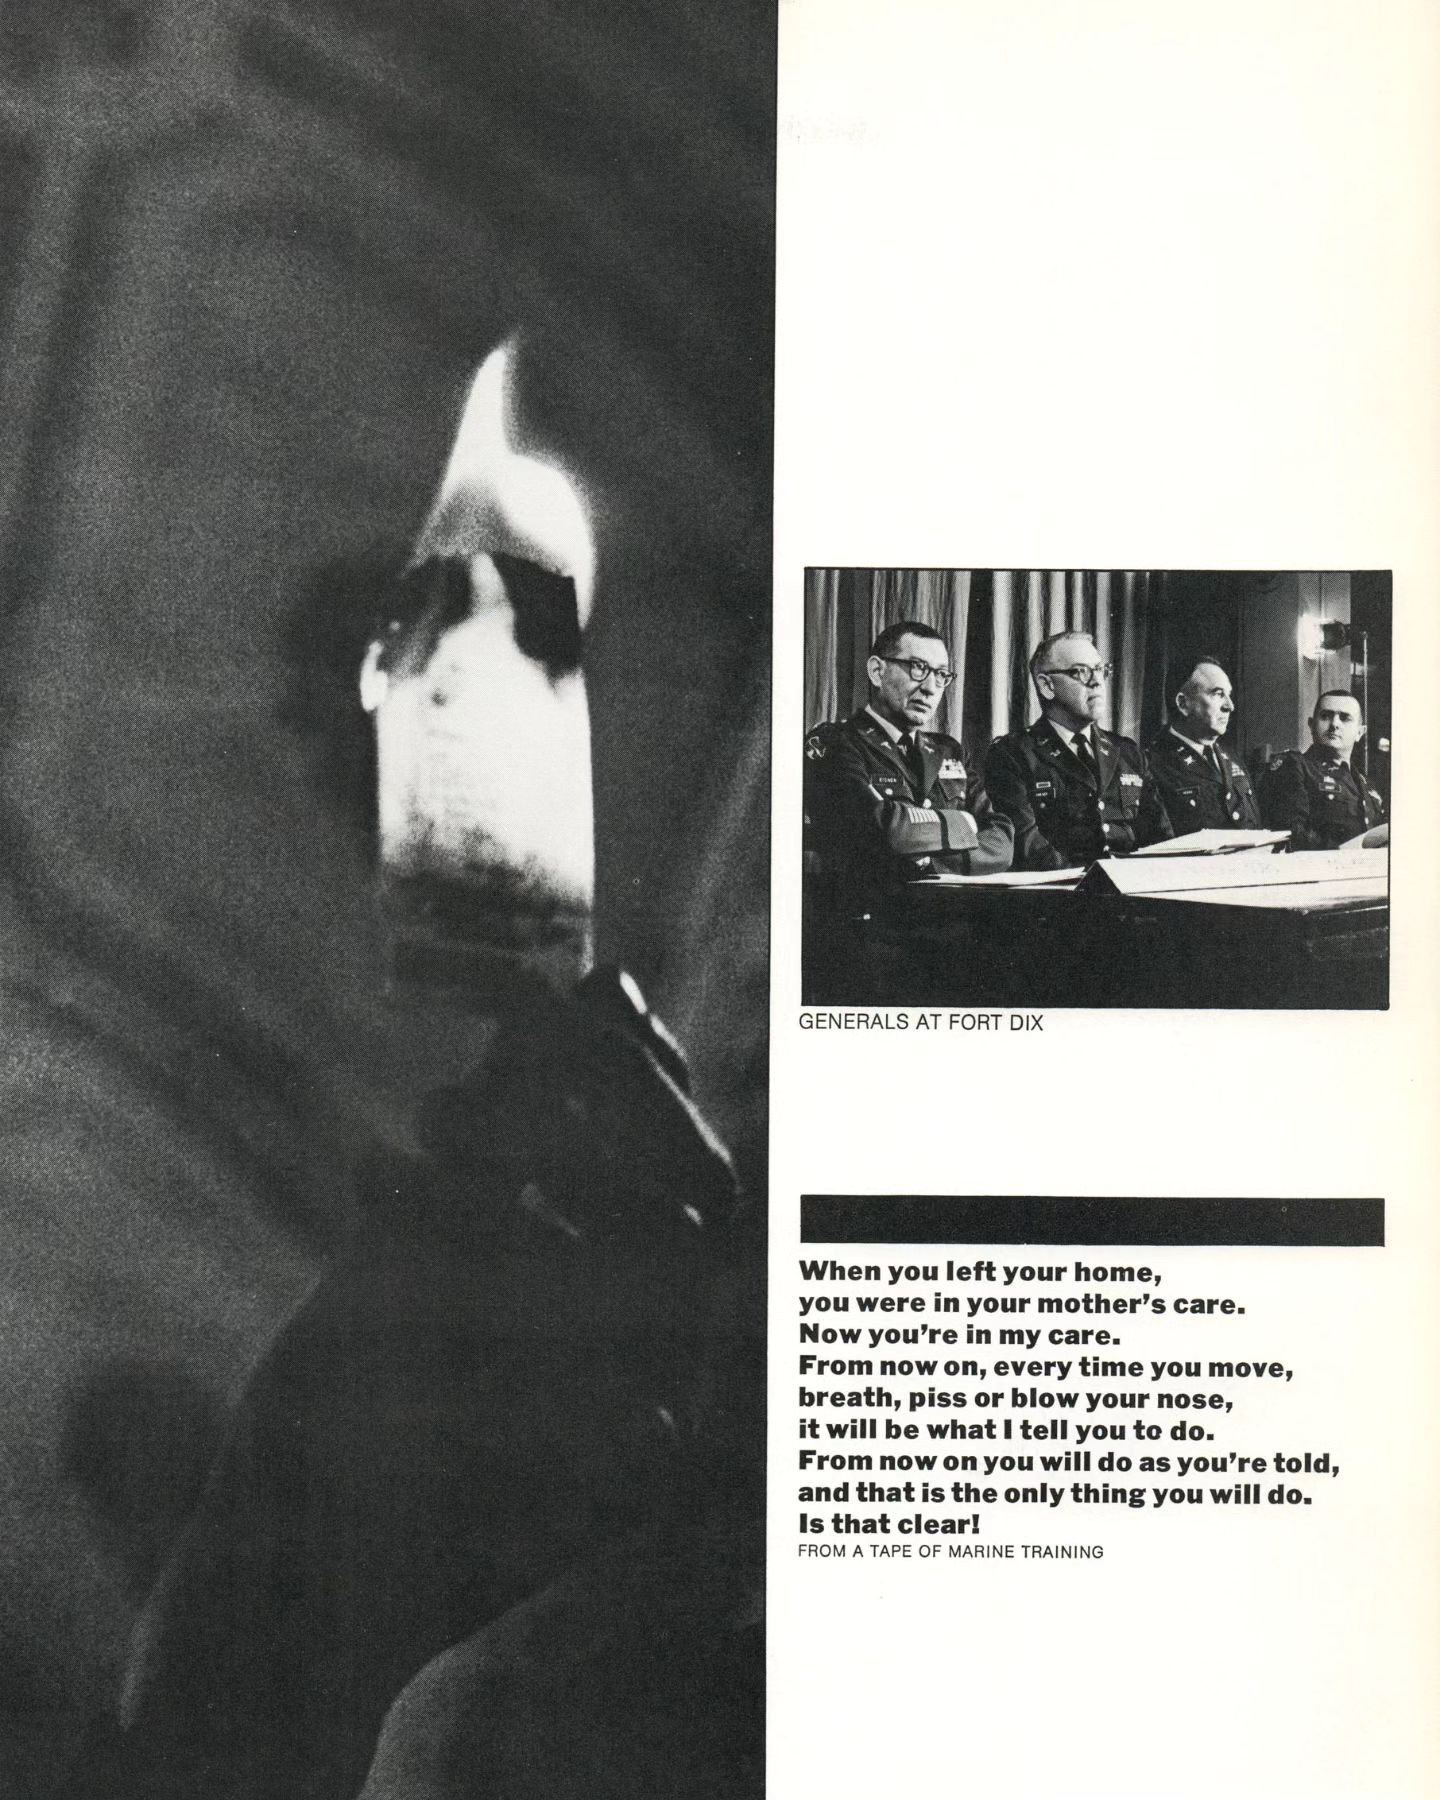 GENERALS AT FORT DIX
When you left your home,
you were in your mother's care.
Now you're in my care.
From now on, every time you move,
breath, piss or blow your nose,
it will be what I tell you to do.
From now on you will do as you're told,
and that is the only thing you will do.
Is that clear!
FROM A TAPE OF MARINE TRAINING